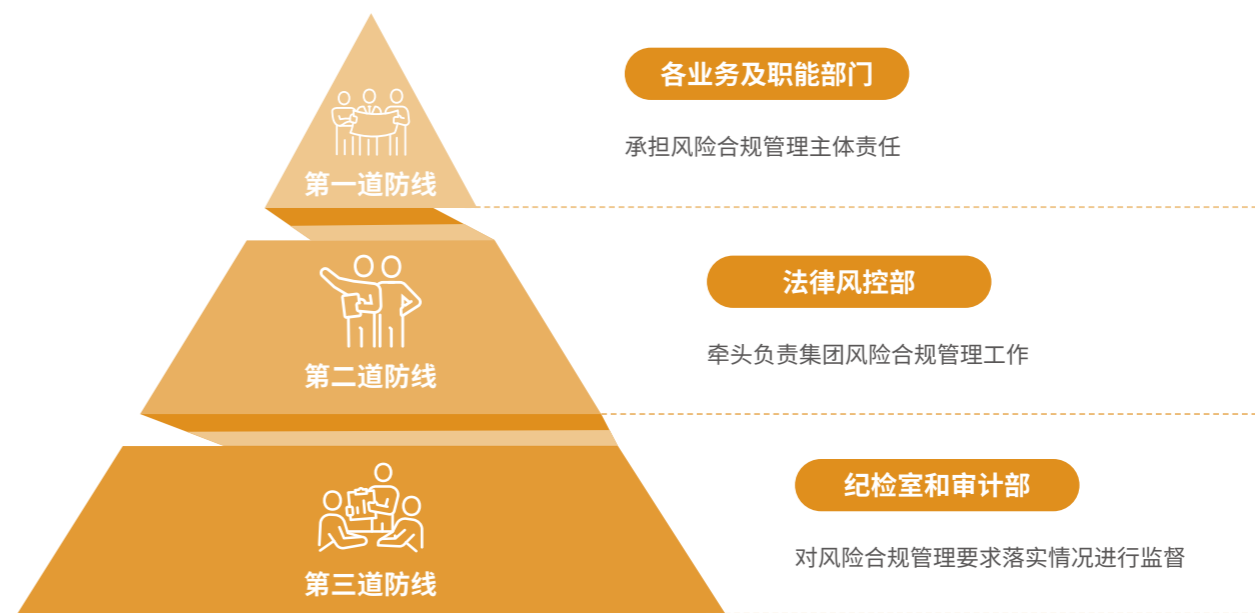 各业务及职能部门
承担风险合规管理主体责任
第一道防线
法律风控部
牵头负责集团风险合规管理工作
第二道防线
纪检室和审计部
对风险合规管理要求落实情况进行监督
第三道防线